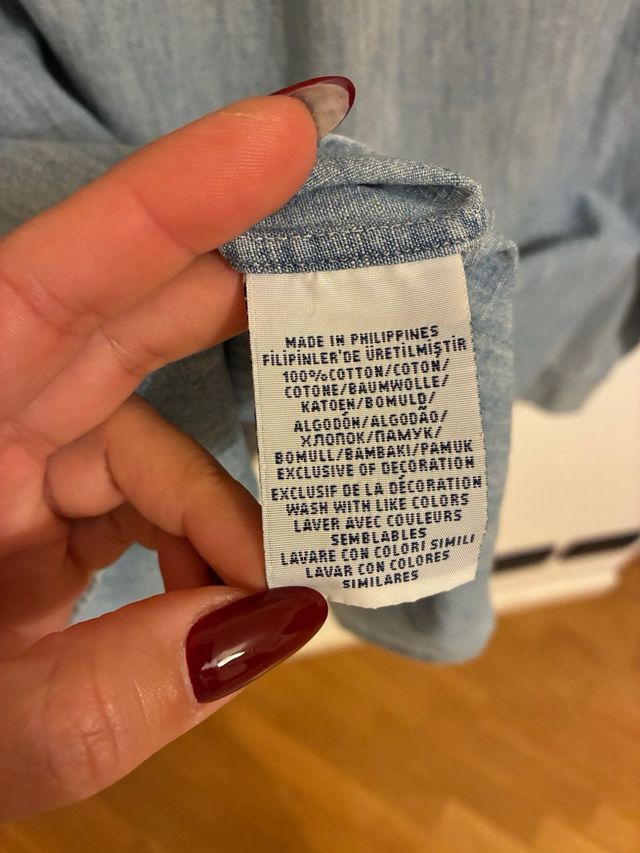 MADE IN PHILIPPINES
FİLİPİNLER'DE ÜRETİLMİŞTİR
100%COTTON/COTON/
COTONE/BAUMWOLLE/
KATOEN/BOMULD/
ALGODÓN/ALGODÃO/
ХЛОПОК/ПАМУК/
BOMULL/BAMBAKI/PAMUK
EXCLUSIVE OF DECORATION
EXCLUSIF DE LA DÉCORATION
WASH WITH LIKE COLORS
LAVER AVEC COULEURS
SEMBLABLES
LAVARE CON COLORI SIMILI
LAVAR CON COLORES
SIMILARES